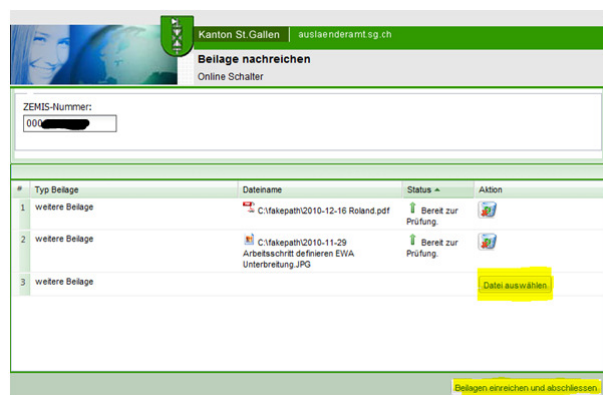 Kanton St.Gallen auslaenderamt.sg.ch
Beilage nachreichen
Online Schalter
ZEMIS-Nummer:
000
# Typ Beilage Dateiname Status Aktion
1 weitere Beilage C:\fakepath\2010-12-16 Roland.pdf Bereit zur
Prüfung.
2 weitere Beilage C:\fakepath\2010-11-29 Bereit zur
Arbeitsschritt definieren EWA Prüfung.
Unterbreitung.JPG
3 weitere Beilage Datei auswählen
Beilagen einreichen und abschliessen